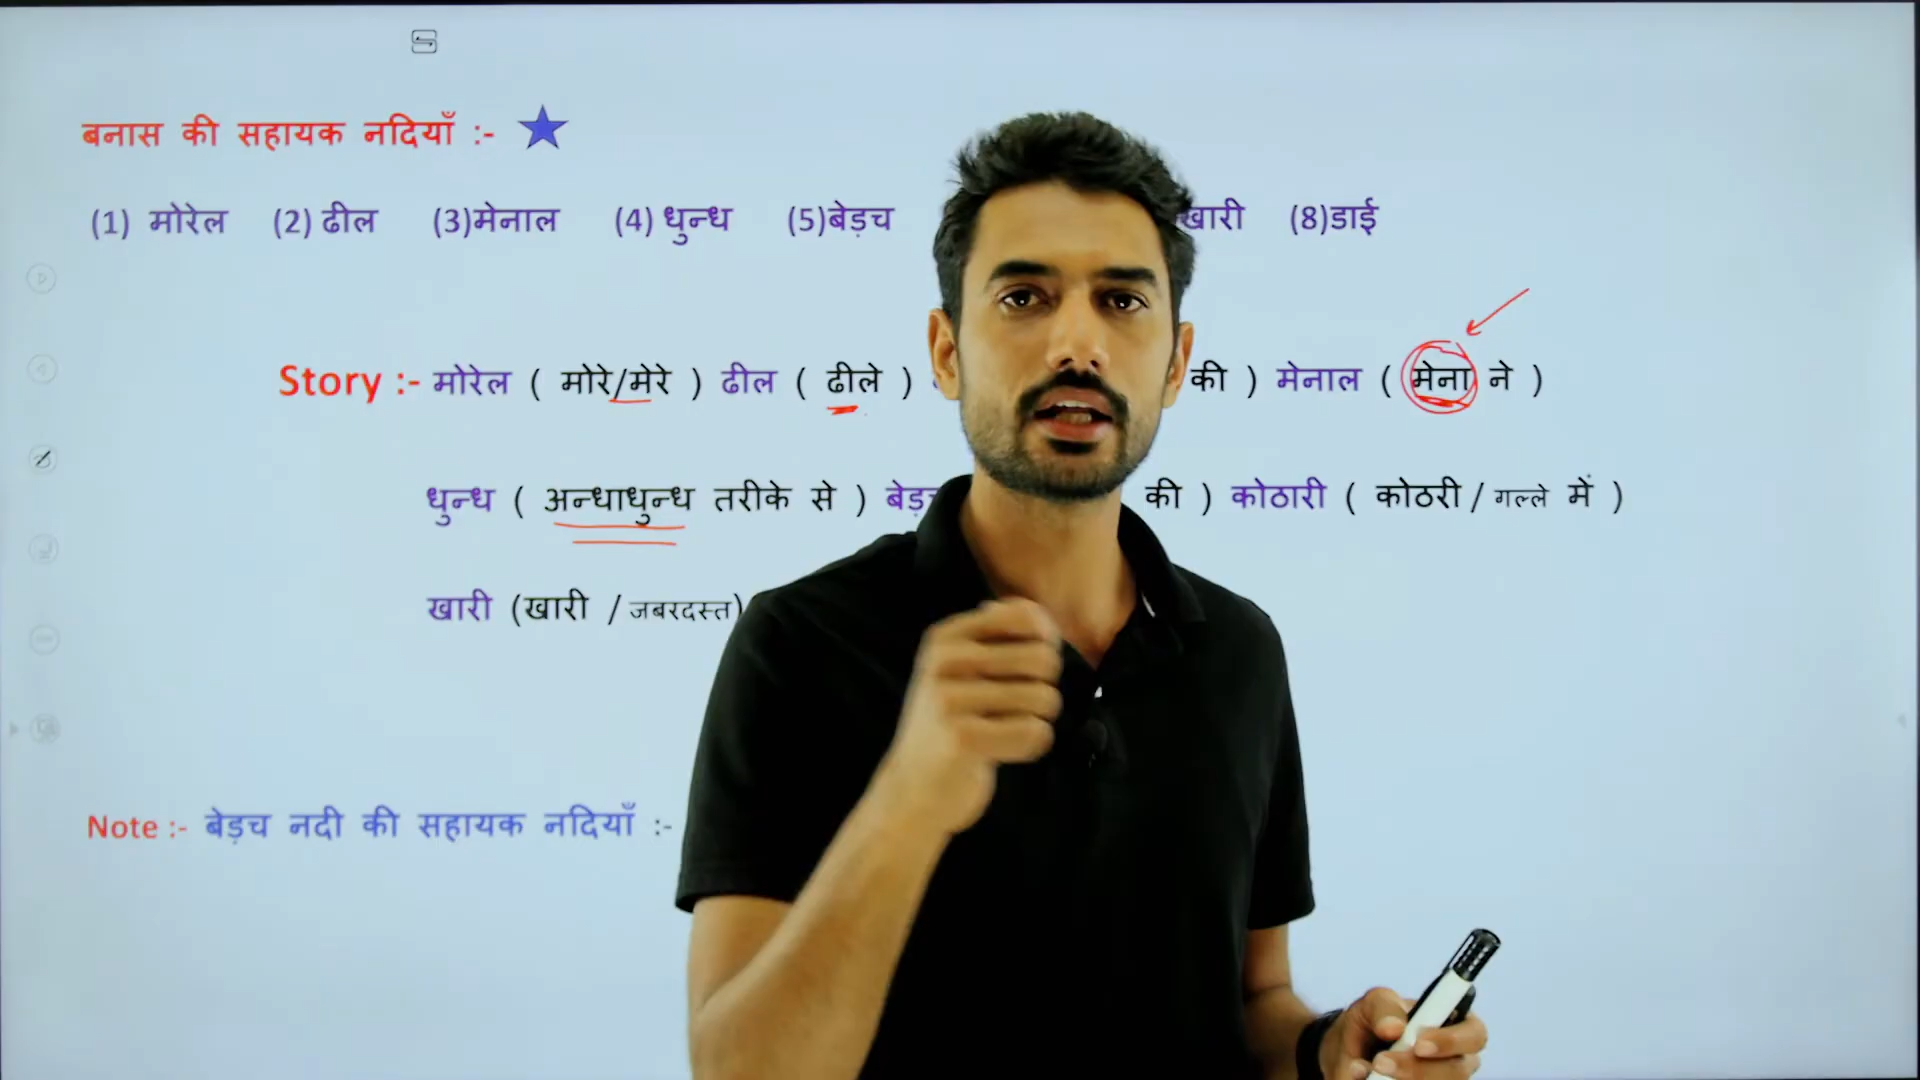 बनास की सहायक नदियाँ :-
(1) मोरेल (2) ढील (3)मेनाल (4) धुन्ध (5)बेड़च खारी (8)डाई
Story :- मोरेल ( मोरे/मेरे ) ढील ( ढीले ) की ) मेनाल ( मेना ने )
धुन्ध ( अन्धाधुन्ध तरीके से ) की ) कोठारी ( कोठरी / गल्ले में )
खारी (खारी / जबरदस्त)
Note :- बेड़च नदी की सहायक नदियाँ :-